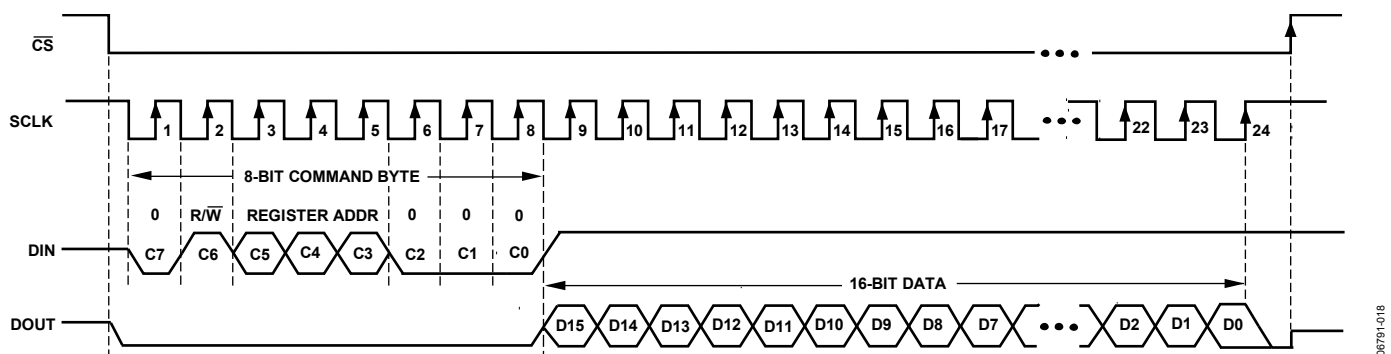 CS
SCLK
1 2 3 4 5 6 7 8 9 10 11 12 13 14 15 16 17 22 23 24
8-BIT COMMAND BYTE
0 R/W REGISTER ADDR 0 0 0
DIN C7 C6 C5 C4 C3 C2 C1 C0
16-BIT DATA
DOUT D15 D14 D13 D12 D11 D10 D9 D8 D7 D2 D1 D0
06791-018